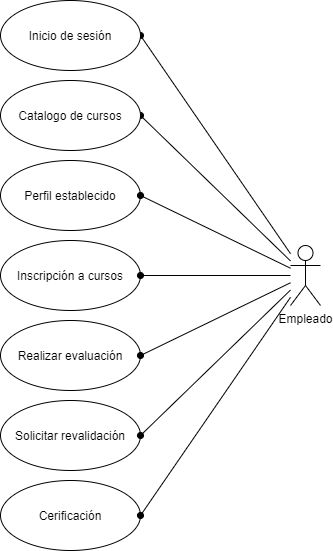 Inicio de sesión
Catalogo de cursos
Perfil establecido
Inscripción a cursos
Empleado
Realizar evaluación
Solicitar revalidación
Cerificación